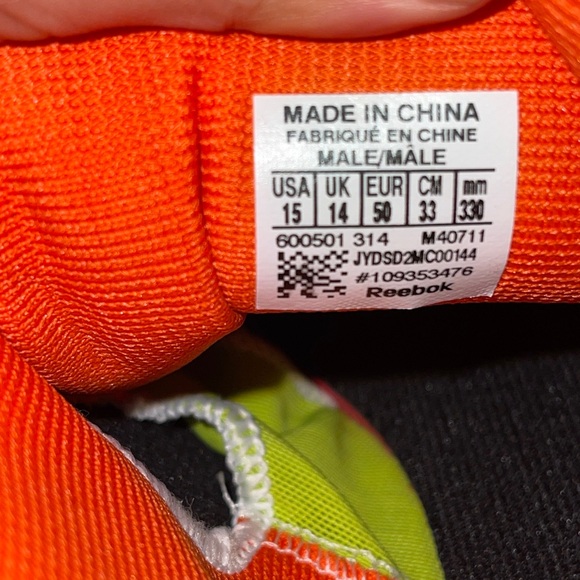 MADE IN CHINA
FABRIQUÉ EN CHINE
MALE/MÂLE
USA UK EUR CM mm
15 14 50 33 330
600501 314 M40711
JYDSD2MC00144
#109353476
Reebok